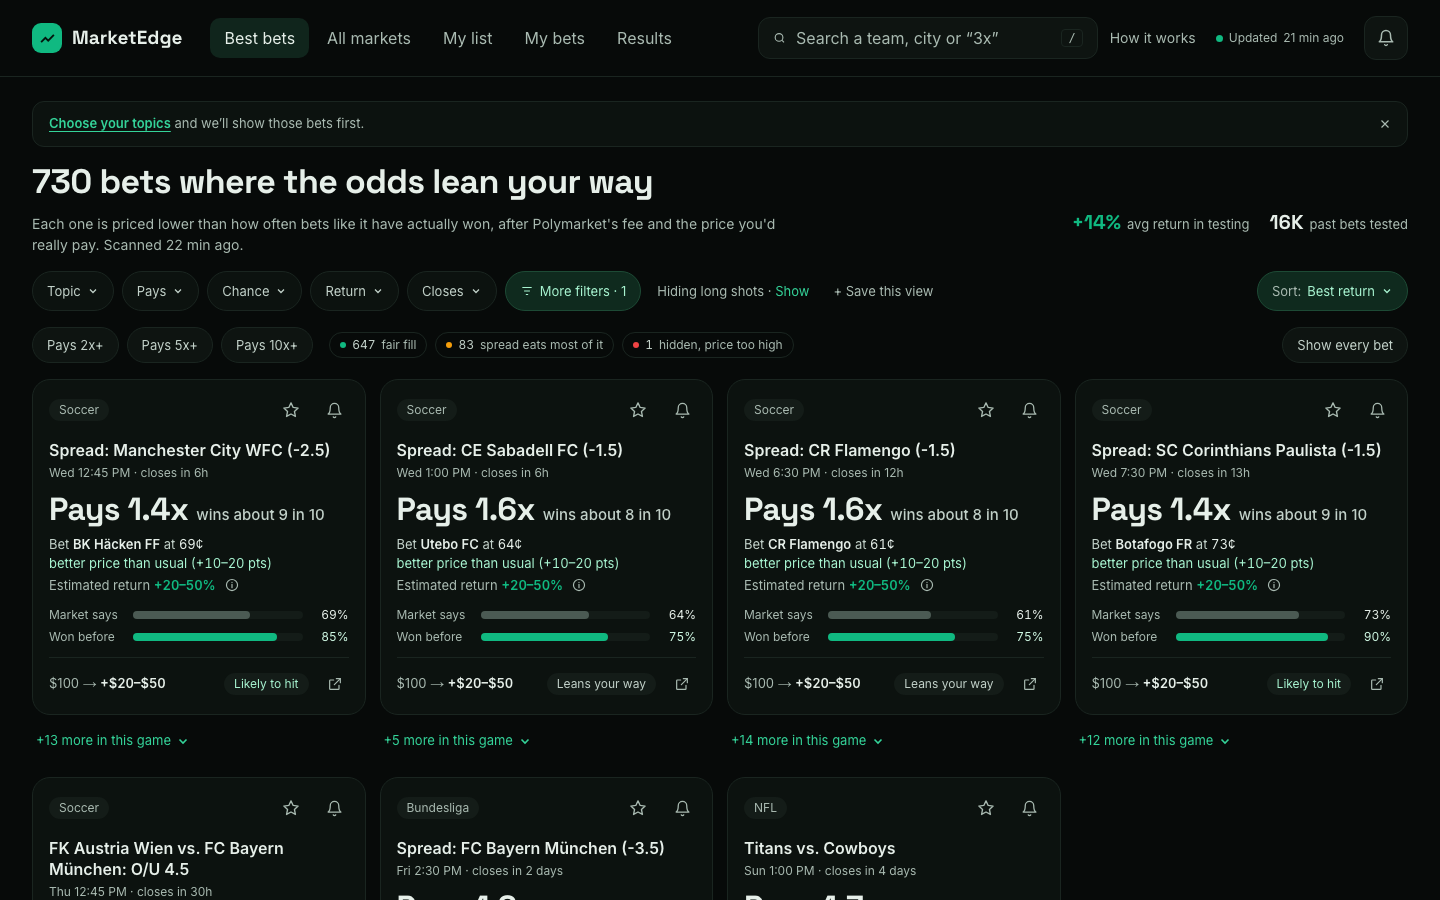 MarketEdge
Best bets
All markets
My list
My bets
Results
Search a team, city or “3x”
/
How it works
Updated 21 min ago
Choose your topics and we’ll show those bets first.
×
730 bets where the odds lean your way
Each one is priced lower than how often bets like it have actually won, after Polymarket's fee and the price you'd
really pay. Scanned 22 min ago.
+14% avg return in testing
16K past bets tested
Topic
Pays
Chance
Return
Closes
More filters · 1
Hiding long shots · Show
+ Save this view
Sort: Best return
Pays 2x+
Pays 5x+
Pays 10x+
647 fair fill
83 spread eats most of it
1 hidden, price too high
Show every bet
Soccer
Spread: Manchester City WFC (-2.5)
Wed 12:45 PM · closes in 6h
Pays 1.4x wins about 9 in 10
Bet BK Häcken FF at 69¢
better price than usual (+10–20 pts)
Estimated return +20–50%
Market says 69%
Won before 85%
$100 → +$20–$50
Likely to hit
+13 more in this game
Soccer
Spread: CE Sabadell FC (-1.5)
Wed 1:00 PM · closes in 6h
Pays 1.6x wins about 8 in 10
Bet Utebo FC at 64¢
better price than usual (+10–20 pts)
Estimated return +20–50%
Market says 64%
Won before 75%
$100 → +$20–$50
Leans your way
+5 more in this game
Soccer
Spread: CR Flamengo (-1.5)
Wed 6:30 PM · closes in 12h
Pays 1.6x wins about 8 in 10
Bet CR Flamengo at 61¢
better price than usual (+10–20 pts)
Estimated return +20–50%
Market says 61%
Won before 75%
$100 → +$20–$50
Leans your way
+14 more in this game
Soccer
Spread: SC Corinthians Paulista (-1.5)
Wed 7:30 PM · closes in 13h
Pays 1.4x wins about 9 in 10
Bet Botafogo FR at 73¢
better price than usual (+10–20 pts)
Estimated return +20–50%
Market says 73%
Won before 90%
$100 → +$20–$50
Likely to hit
+12 more in this game
Soccer
FK Austria Wien vs. FC Bayern
München: O/U 4.5
Thu 12:45 PM · closes in 30h
Bundesliga
Spread: FC Bayern München (-3.5)
Fri 2:30 PM · closes in 2 days
NFL
Titans vs. Cowboys
Sun 1:00 PM · closes in 4 days